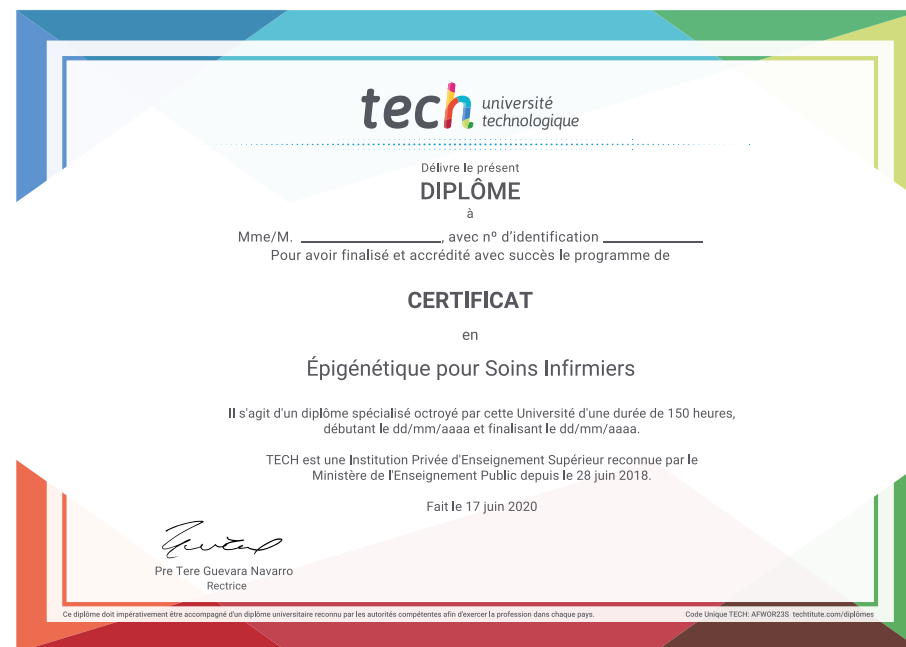 tech université
technologique
Délivre le présent
DIPLÔME
à
Mme/M. ____________________, avec nº d'identification ______________
Pour avoir finalisé et accrédité avec succès le programme de
CERTIFICAT
en
Épigénétique pour Soins Infirmiers
Il s'agit d'un diplôme spécialisé octroyé par cette Université d'une durée de 150 heures,
débutant le dd/mm/aaaa et finalisant le dd/mm/aaaa.
TECH est une Institution Privée d'Enseignement Supérieur reconnue par le
Ministère de l'Enseignement Public depuis le 28 juin 2018.
Fait le 17 juin 2020
Pre Tere Guevara Navarro
Rectrice
Ce diplôme doit impérativement être accompagné d'un diplôme universitaire reconnu par les autorités compétentes afin d'exercer la profession dans chaque pays.
Code Unique TECH: AFWOR23S techtitute.com/diplômes